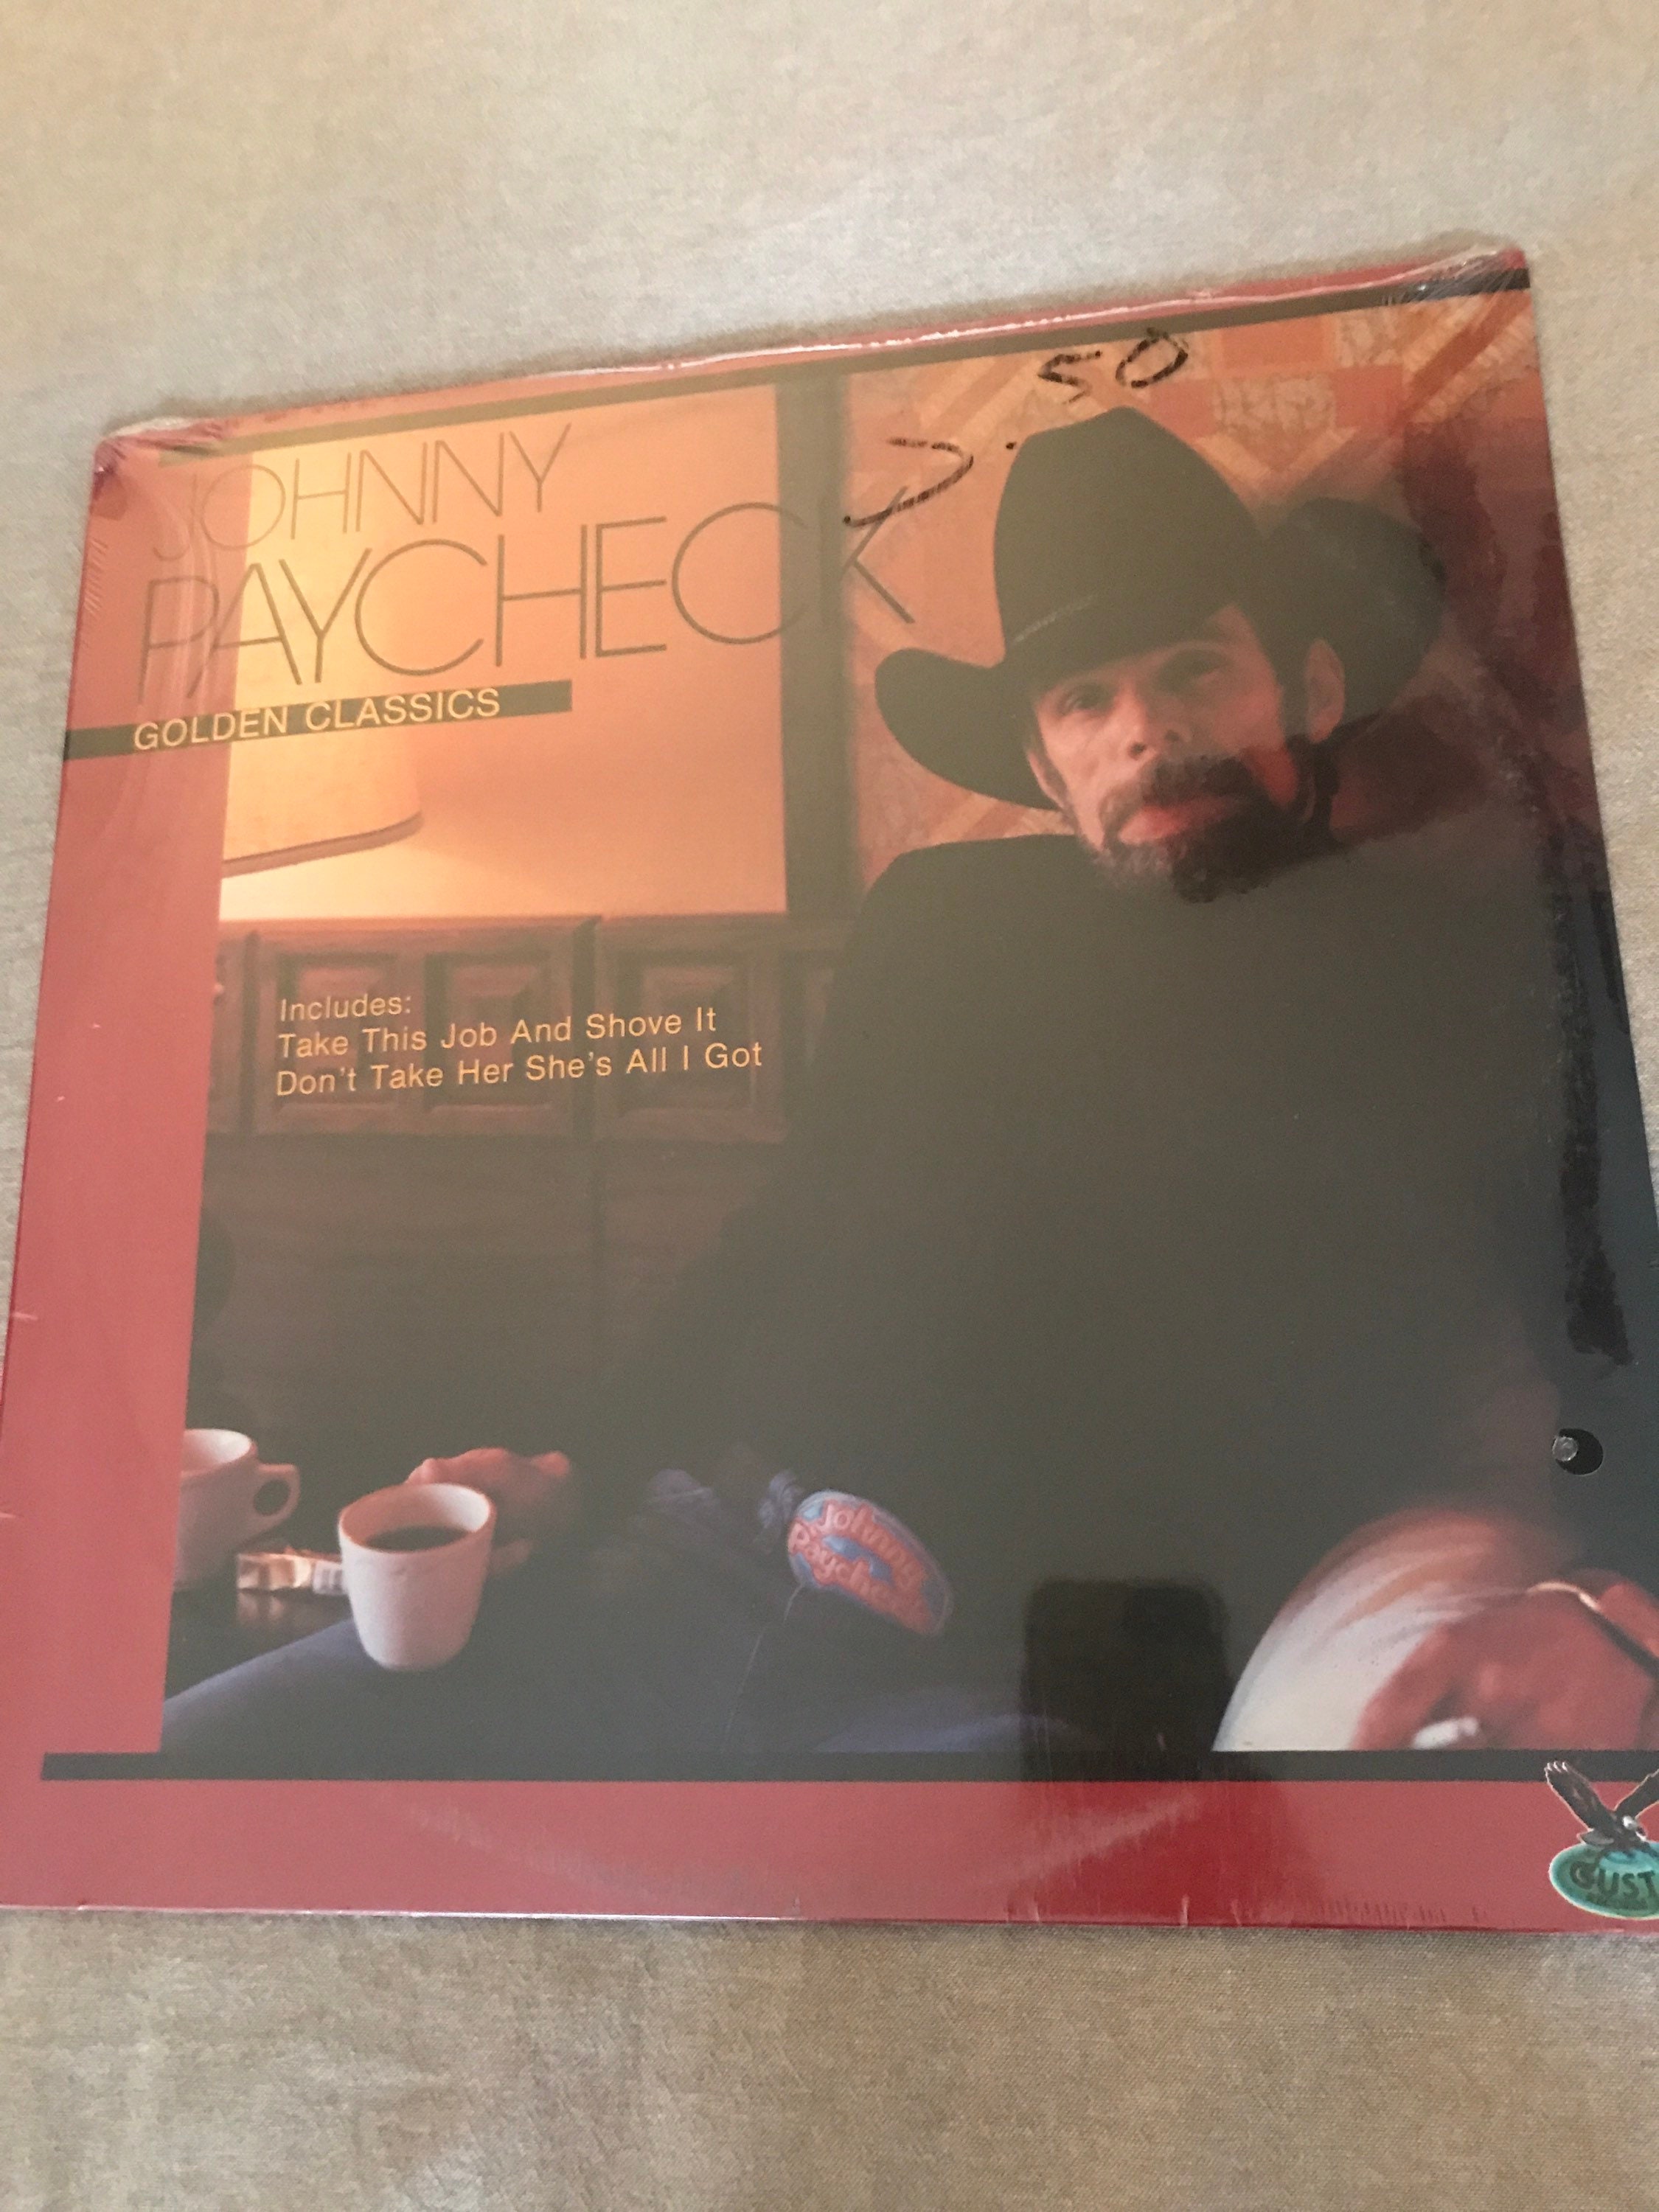 JOHNNY
PAYCHECK
GOLDEN CLASSICS
.50
Includes:
Take This Job And Shove It
Don't Take Her She's All I Got
Johnny
Paycheck
GUST